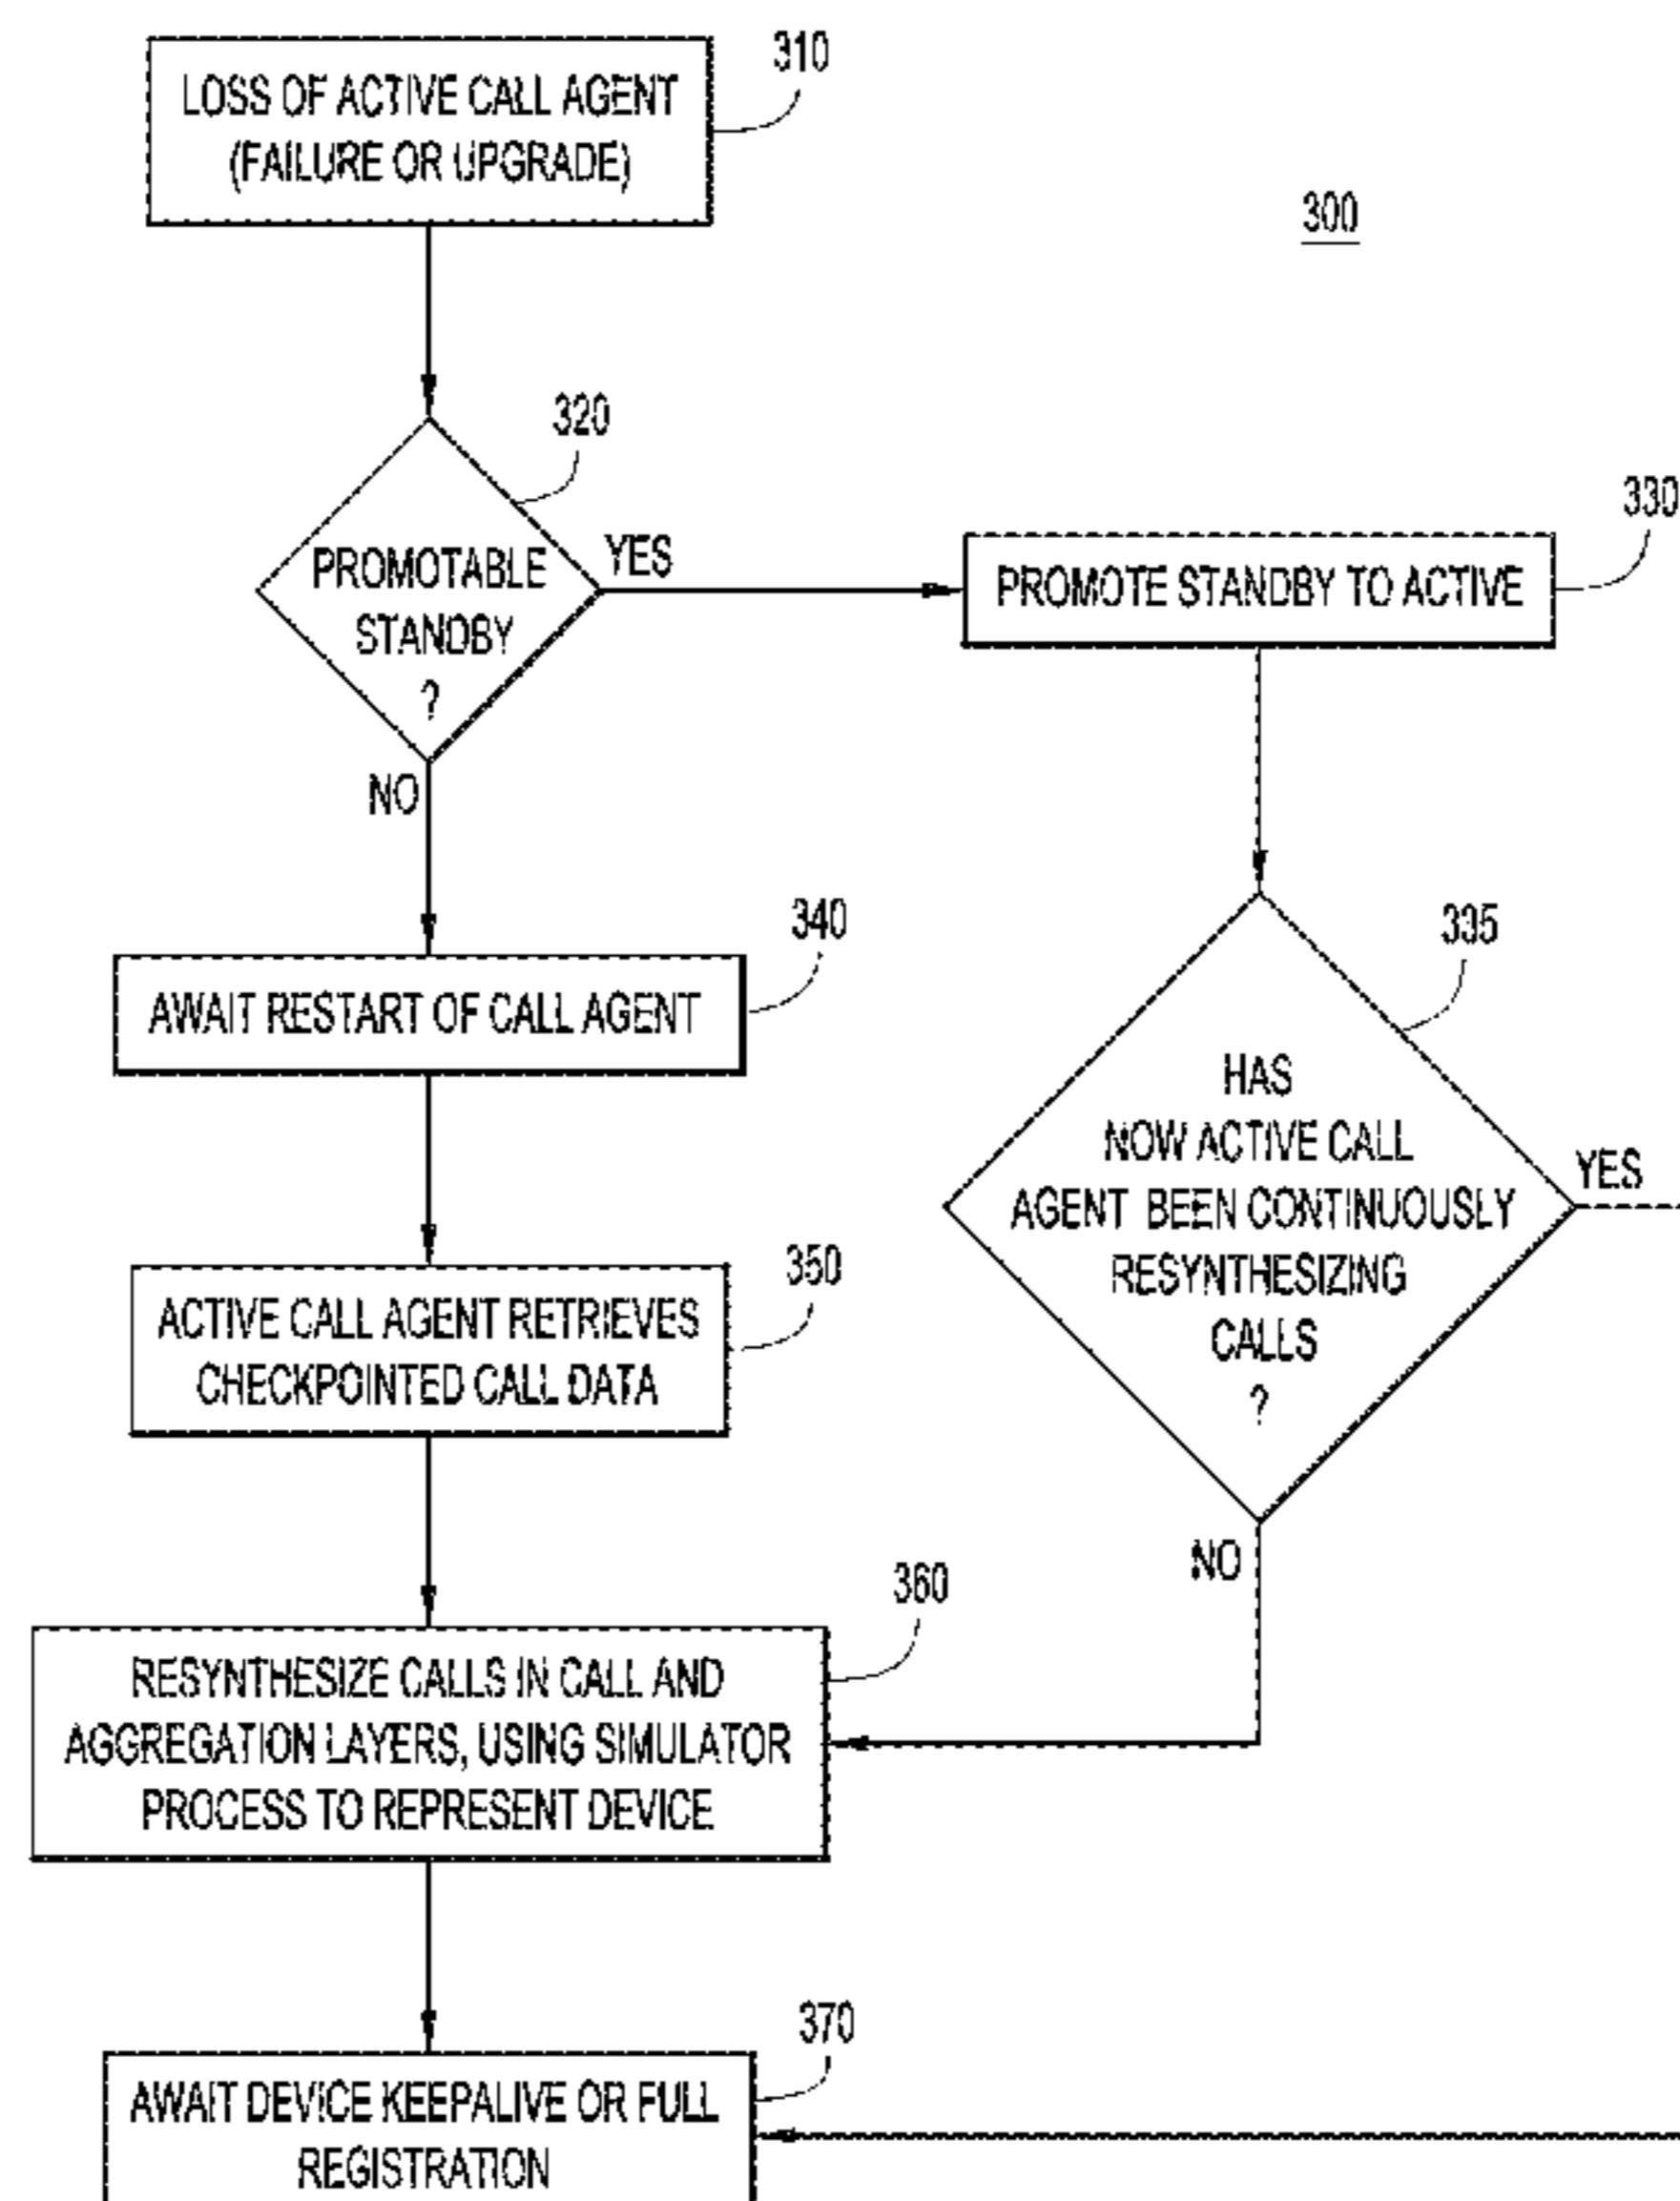 310
LOSS OF ACTIVE CALL AGENT
(FAILURE OR UPGRADE)
300
320
PROMOTABLE
STANDBY
?
YES
NO
330
PROMOTE STANDBY TO ACTIVE
340
AWAIT RESTART OF CALL AGENT
335
HAS
NOW ACTIVE CALL
AGENT BEEN CONTINUOUSLY
RESYNTHESIZING
CALLS
?
YES
NO
350
ACTIVE CALL AGENT RETRIEVES
CHECKPOINTED CALL DATA
360
RESYNTHESIZE CALLS IN CALL AND
AGGREGATION LAYERS, USING SIMULATOR
PROCESS TO REPRESENT DEVICE
370
AWAIT DEVICE KEEPALIVE OR FULL
REGISTRATION